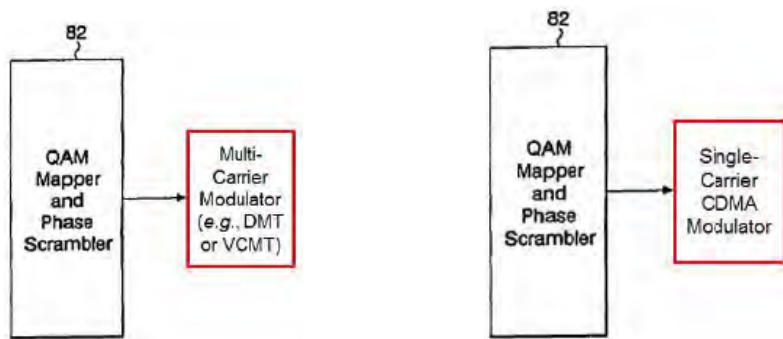 82
QAM
Mapper
and
Phase
Scrambler
Multi-
Carrier
Modulator
(e.g., DMT
or VCMT)
82
QAM
Mapper
and
Phase
Scrambler
Single-
Carrier
CDMA
Modulator